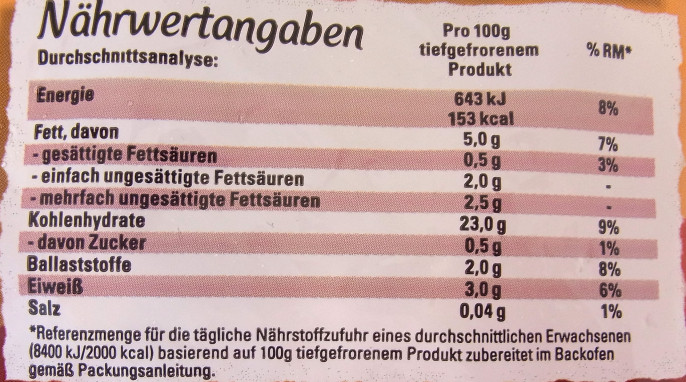 Nährwertangaben
Durchschnittsanalyse: Pro 100g tiefgefrorenem Produkt % RM*
Energie 643 kJ 8%
153 kcal
Fett, davon 5,0 g 7%
- gesättigte Fettsäuren 0,5 g 3%
- einfach ungesättigte Fettsäuren 2,0 g -
- mehrfach ungesättigte Fettsäuren 2,5 g -
Kohlenhydrate 23,0 g 9%
- davon Zucker 0,5 g 1%
Ballaststoffe 2,0 g 8%
Eiweiß 3,0 g 6%
Salz 0,04 g 1%
*Referenzmenge für die tägliche Nährstoffzufuhr eines durchschnittlichen Erwachsenen
(8400 kJ/2000 kcal) basierend auf 100g tiefgefrorenem Produkt zubereitet im Backofen
gemäß Packungsanleitung.